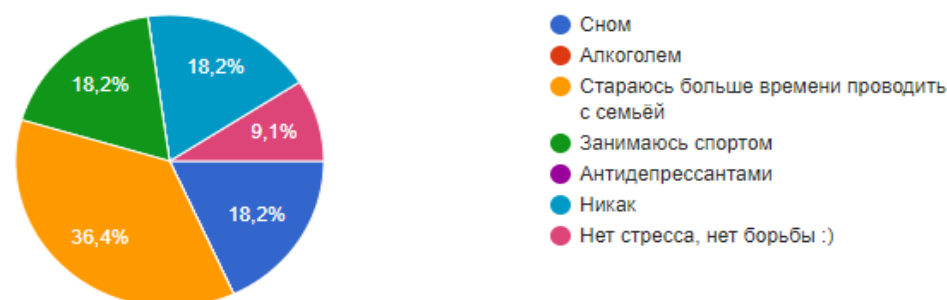 18,2%
18,2%
9,1%
18,2%
36,4%
Сном
Алкоголем
Стараюсь больше времени проводить
с семьёй
Занимаюсь спортом
Антидепрессантами
Никак
Нет стресса, нет борьбы :)